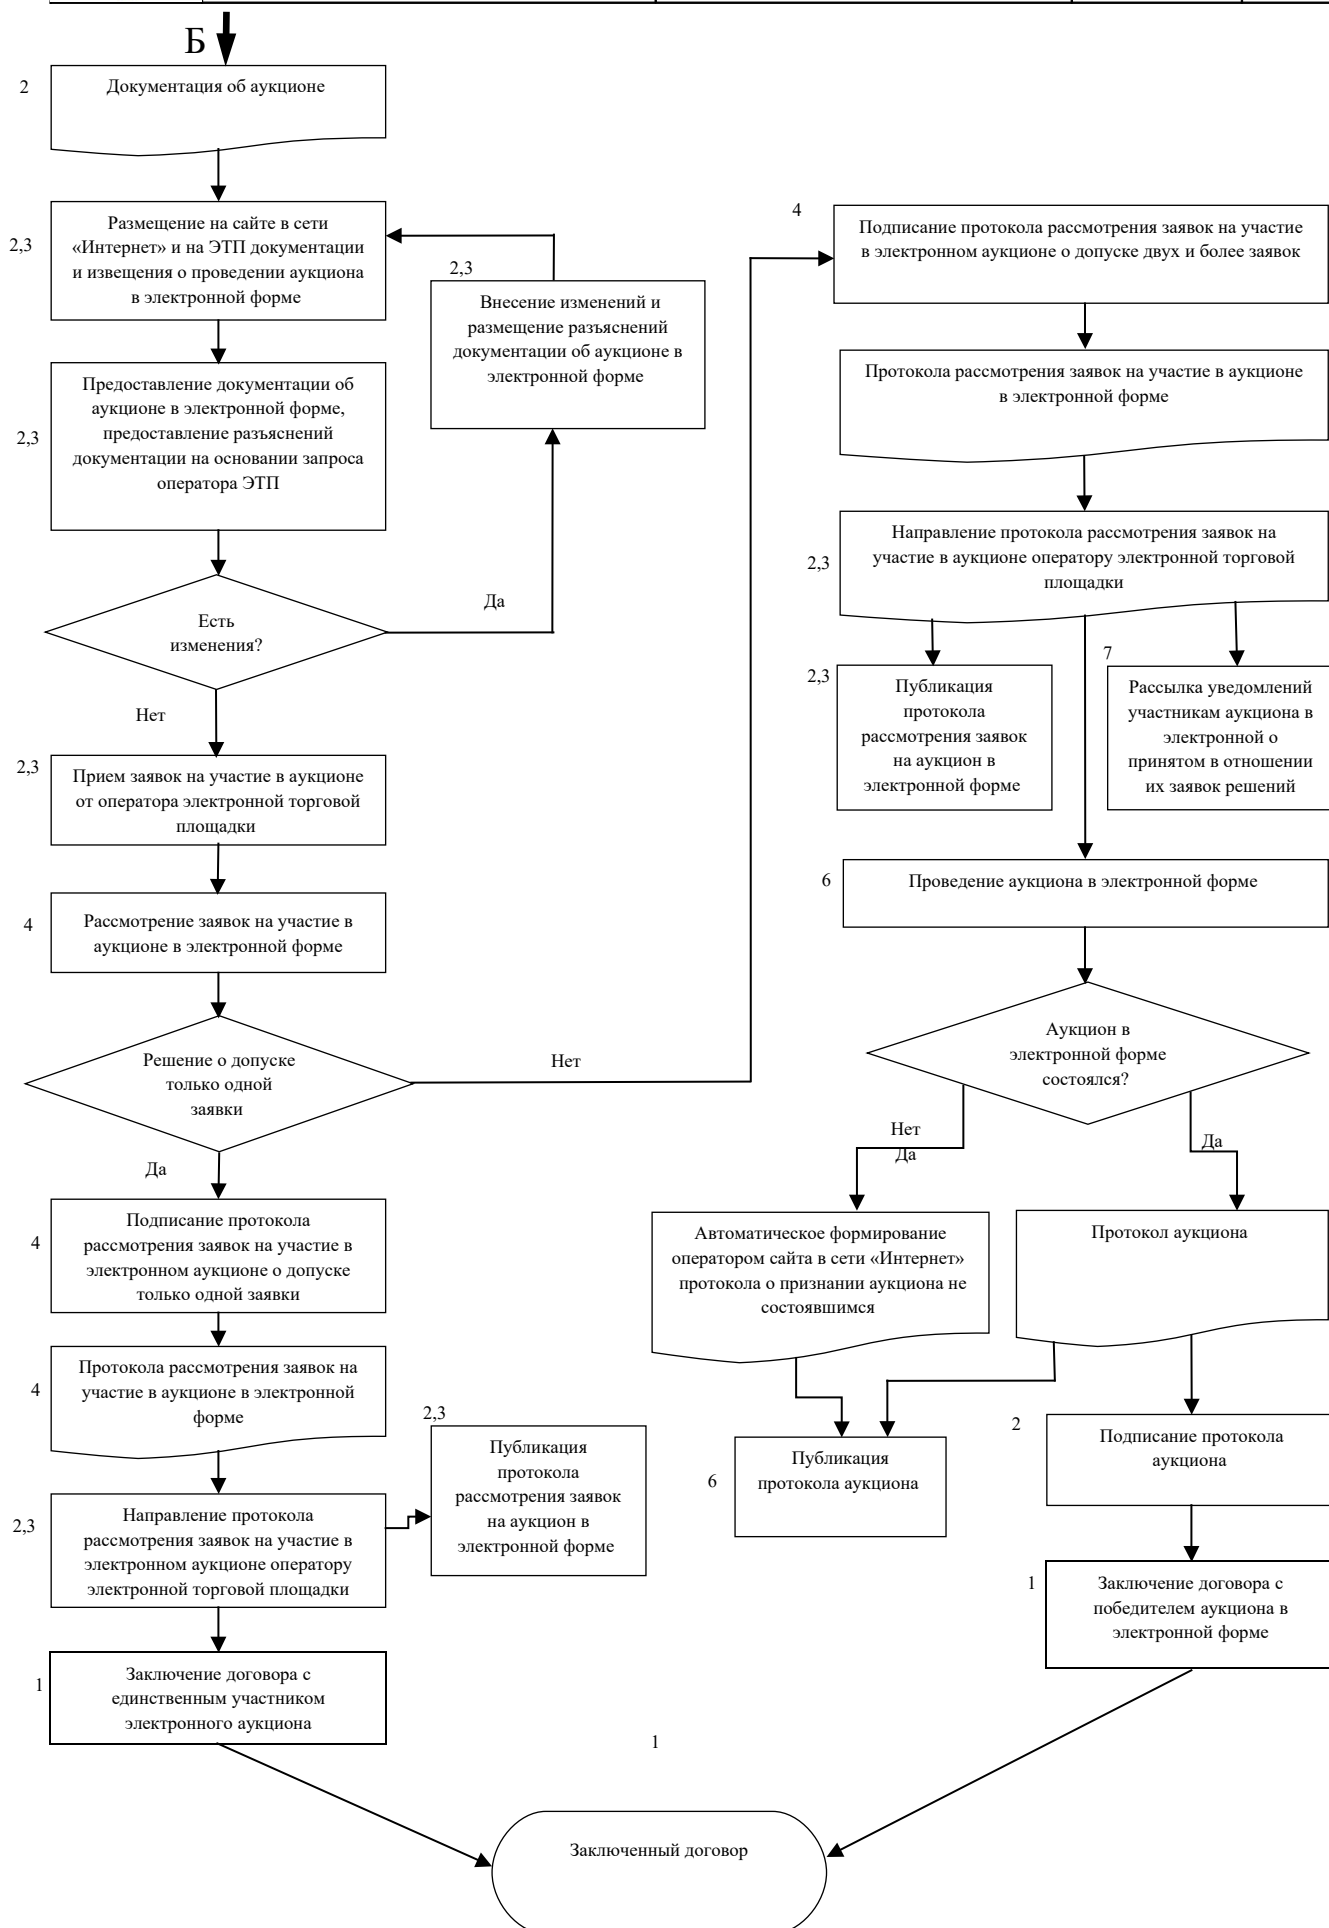 Б
2
Документация об аукционе
2,3
Размещение на сайте в сети
«Интернет» и на ЭТП документации
и извещения о проведении аукциона
в электронной форме
2,3
Внесение изменений и
размещение разъяснений
документации об аукционе в
электронной форме
2,3
Предоставление документации об
аукционе в электронной форме,
предоставление разъяснений
документации на основании запроса
оператора ЭТП
Есть
изменения?
Да
Нет
2,3
Прием заявок на участие в аукционе
от оператора электронной торговой
площадки
4
Рассмотрение заявок на участие в
аукционе в электронной форме
Решение о допуске
только одной
заявки
Нет
Да
4
Подписание протокола
рассмотрения заявок на участие в
электронном аукционе о допуске
только одной заявки
4
Протокола рассмотрения заявок на
участие в аукционе в электронной
форме
2,3
Публикация
протокола
рассмотрения заявок
на аукцион в
электронной форме
2,3
Направление протокола
рассмотрения заявок на участие в
электронном аукционе оператору
электронной торговой площадки
1
Заключение договора с
единственным участником
электронного аукциона
4
Подписание протокола рассмотрения заявок на участие
в электронном аукционе о допуске двух и более заявок
Протокола рассмотрения заявок на участие в аукционе
в электронной форме
2,3
Направление протокола рассмотрения заявок на
участие в аукционе оператору электронной торговой
площадки
2,3
Публикация
протокола
рассмотрения заявок
на аукцион в
электронной форме
7
Рассылка уведомлений
участникам аукциона в
электронной о
принятом в отношении
их заявок решений
6
Проведение аукциона в электронной форме
Аукцион в
электронной форме
состоялся?
Нет
Да
Да
Автоматическое формирование
оператором сайта в сети «Интернет»
протокола о признании аукциона не
состоявшимся
Протокол аукциона
6
Публикация
протокола аукциона
2
Подписание протокола
аукциона
1
Заключение договора с
победителем аукциона в
электронной форме
1
Заключенный договор